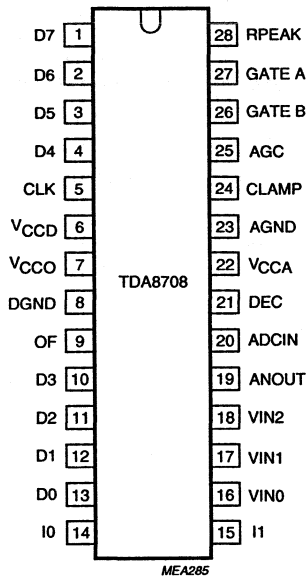 D7 1 28 RPEAK
D6 2 27 GATE A
D5 3 26 GATE B
D4 4 25 AGC
CLK 5 24 CLAMP
VCCD 6 23 AGND
VCCO 7 22 VCCA
TDA8708
DGND 8 21 DEC
OF 9 20 ADCIN
D3 10 19 ANOUT
D2 11 18 VIN2
D1 12 17 VIN1
D0 13 16 VIN0
I0 14 15 I1
MEA285